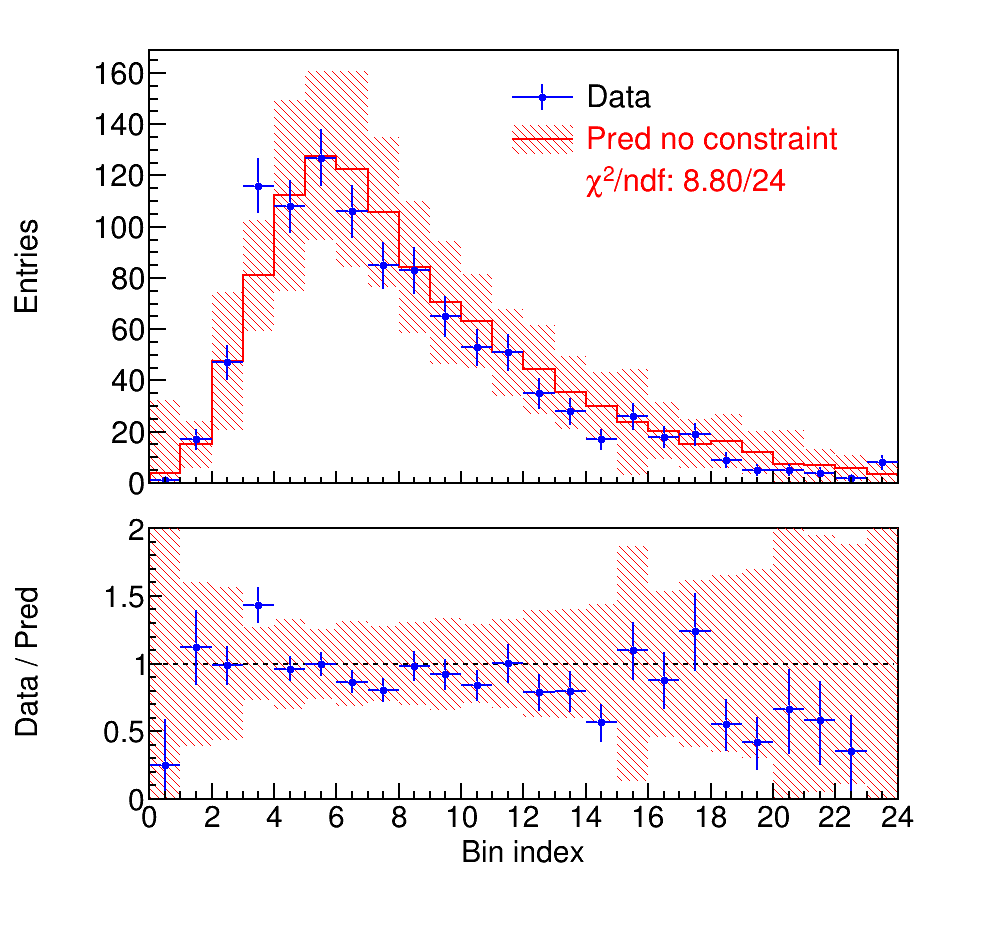 160
140
120
100
80
60
40
20
0
Entries
Data
Pred no constraint
χ²/ndf: 8.80/24
2
1.5
1
0.5
0
Data / Pred
0 2 4 6 8 10 12 14 16 18 20 22 24
Bin index